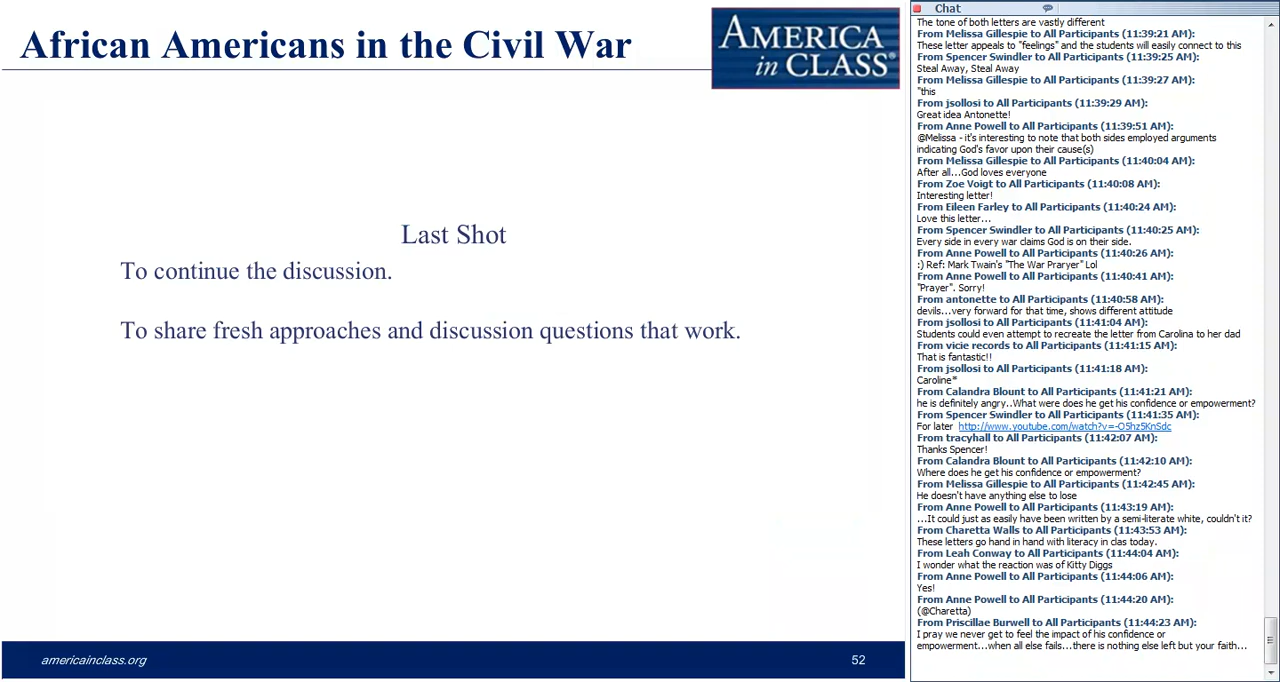 African Americans in the Civil War
AMERICA
in CLASS®
Last Shot
To continue the discussion.
To share fresh approaches and discussion questions that work.
americainclass.org
52
Chat
The tone of both letters are vastly different
From Melissa Gillespie to All Participants (11:39:21 AM):
These letter appeals to "feelings" and the students will easily connect to this
From Spencer Swindler to All Participants (11:39:25 AM):
Steal Away, Steal Away
From Melissa Gillespie to All Participants (11:39:27 AM):
"this
From jsollosi to All Participants (11:39:29 AM):
Great idea Antonette!
From Anne Powell to All Participants (11:39:51 AM):
@Melissa - it's interesting to note that both sides employed arguments
indicating God's favor upon their cause(s)
From Melissa Gillespie to All Participants (11:40:04 AM):
After all...God loves everyone
From Zoe Voigt to All Participants (11:40:08 AM):
Interesting letter!
From Eileen Farley to All Participants (11:40:24 AM):
Love this letter...
From Spencer Swindler to All Participants (11:40:25 AM):
Every side in every war claims God is on their side.
From Anne Powell to All Participants (11:40:26 AM):
:) Ref: Mark Twain's "The War Praryer" Lol
From Anne Powell to All Participants (11:40:41 AM):
"Prayer". Sorry!
From antonette to All Participants (11:40:58 AM):
devils...very forward for that time, shows different attitude
From jsollosi to All Participants (11:41:04 AM):
Students could even attempt to recreate the letter from Carolina to her dad
From vicie records to All Participants (11:41:15 AM):
That is fantastic!!
From jsollosi to All Participants (11:41:18 AM):
Caroline*
From Calandra Blount to All Participants (11:41:21 AM):
he is definitely angry..What were does he get his confidence or empowerment?
From Spencer Swindler to All Participants (11:41:35 AM):
For later http://www.youtube.com/watch?v=-O5hz5KnSdc
From tracyhall to All Participants (11:42:07 AM):
Thanks Spencer!
From Calandra Blount to All Participants (11:42:10 AM):
Where does he get his confidence or empowerment?
From Melissa Gillespie to All Participants (11:42:45 AM):
He doesn't have anything else to lose
From Anne Powell to All Participants (11:43:19 AM):
...It could just as easily have been written by a semi-literate white, couldn't it?
From Charetta Walls to All Participants (11:43:53 AM):
These letters go hand in hand with literacy in clas today.
From Leah Conway to All Participants (11:44:04 AM):
I wonder what the reaction was of Kitty Diggs
From Anne Powell to All Participants (11:44:06 AM):
Yes!
From Anne Powell to All Participants (11:44:20 AM):
(@Charetta)
From Priscillae Burwell to All Participants (11:44:23 AM):
I pray we never get to feel the impact of his confidence or
empowerment...when all else fails...there is nothing else left but your faith...